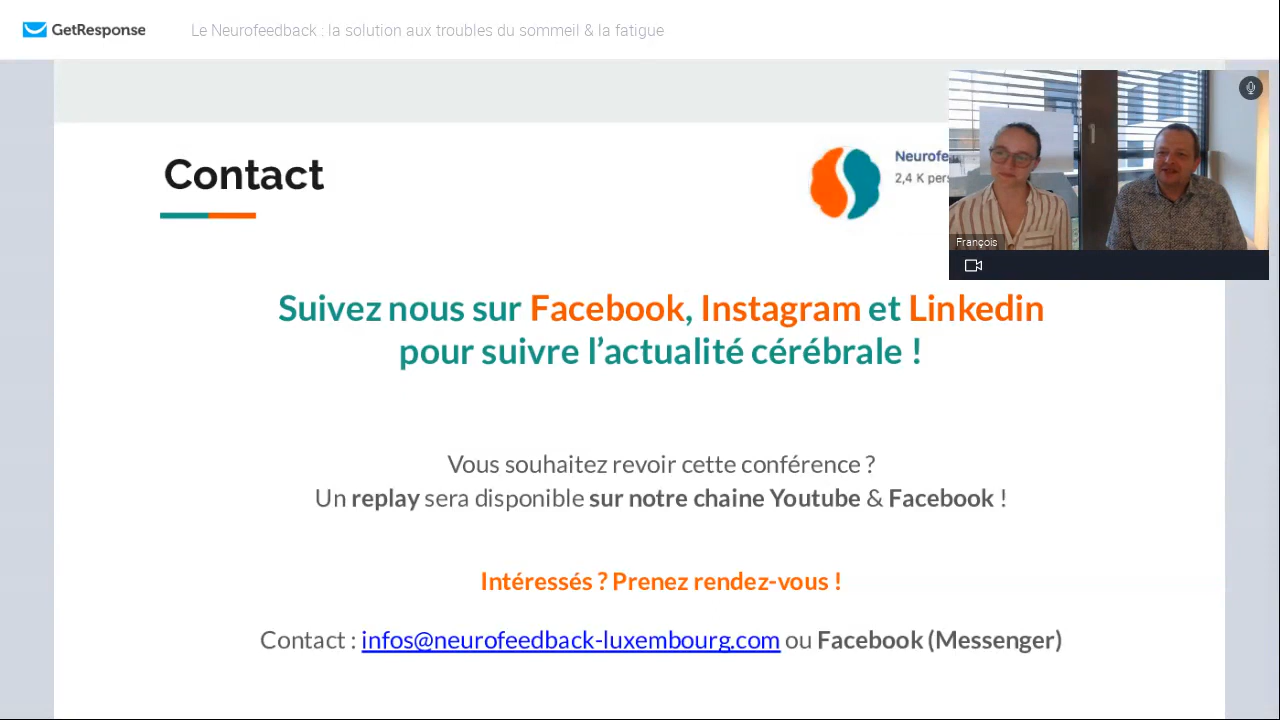 GetResponse
Le Neurofeedback : la solution aux troubles du sommeil & la fatigue
Contact
2,4 K
François
Suivez nous sur Facebook, Instagram et Linkedin
pour suivre l’actualité cérébrale !
Vous souhaitez revoir cette conférence ?
Un replay sera disponible sur notre chaine Youtube & Facebook !
Intéressés ? Prenez rendez-vous !
Contact : infos@neurofeedback-luxembourg.com ou Facebook (Messenger)